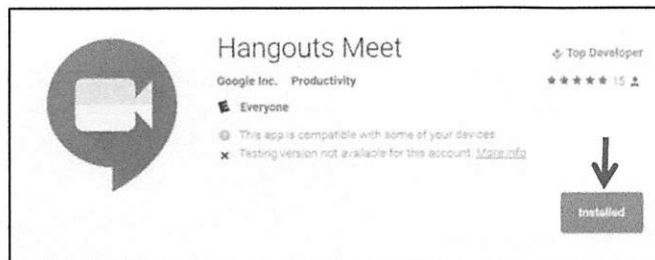 Hangouts Meet
Top Developer
Google Inc. Productivity
15
E Everyone
This app is compatible with some of your devices
Testing version not available for this account. More info
Installed